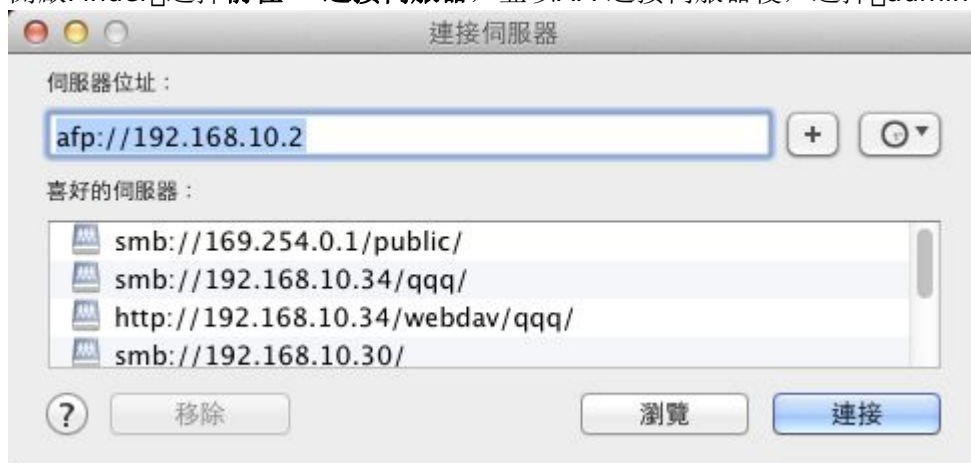 連接伺服器
伺服器位址：
afp://192.168.10.2
+
喜好的伺服器：
smb://169.254.0.1/public/
smb://192.168.10.34/qqq/
http://192.168.10.34/webdav/qqq/
smb://192.168.10.30/
? 移除 瀏覽 連接